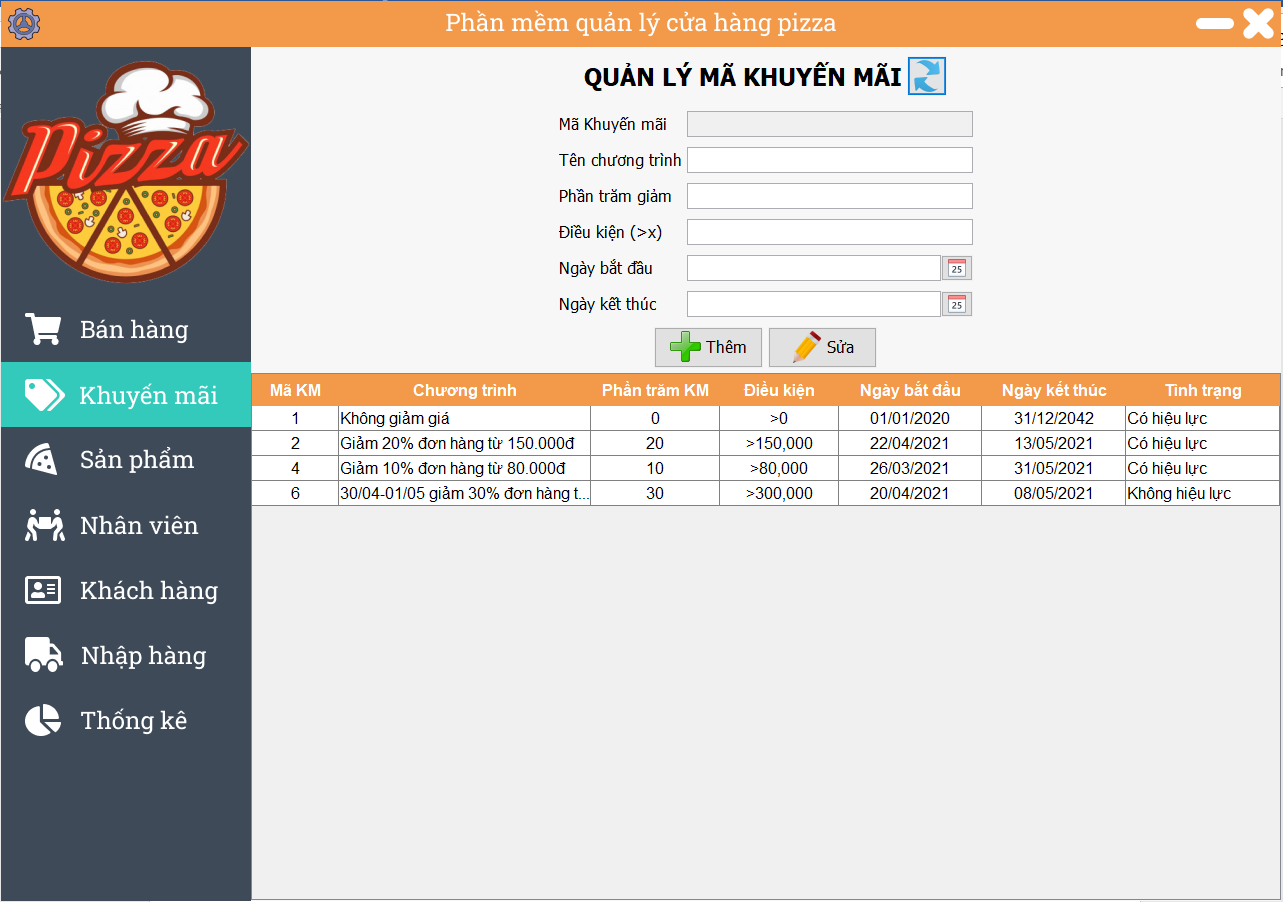 Phần mềm quản lý cửa hàng pizza
Pizza
Bán hàng
Khuyến mãi
Sản phẩm
Nhân viên
Khách hàng
Nhập hàng
Thống kê
QUẢN LÝ MÃ KHUYẾN MÃI
Mã Khuyến mãi
Tên chương trình
Phần trăm giảm
Điều kiện (>x)
Ngày bắt đầu
25
Ngày kết thúc
25
Thêm Sửa
Mã KM Chương trình Phần trăm KM Điều kiện Ngày bắt đầu Ngày kết thúc Tình trạng
1 Không giảm giá 0 >0 01/01/2020 31/12/2042 Có hiệu lực
2 Giảm 20% đơn hàng từ 150.000đ 20 >150,000 22/04/2021 13/05/2021 Có hiệu lực
4 Giảm 10% đơn hàng từ 80.000đ 10 >80,000 26/03/2021 31/05/2021 Có hiệu lực
6 30/04-01/05 giảm 30% đơn hàng t... 30 >300,000 20/04/2021 08/05/2021 Không hiệu lực